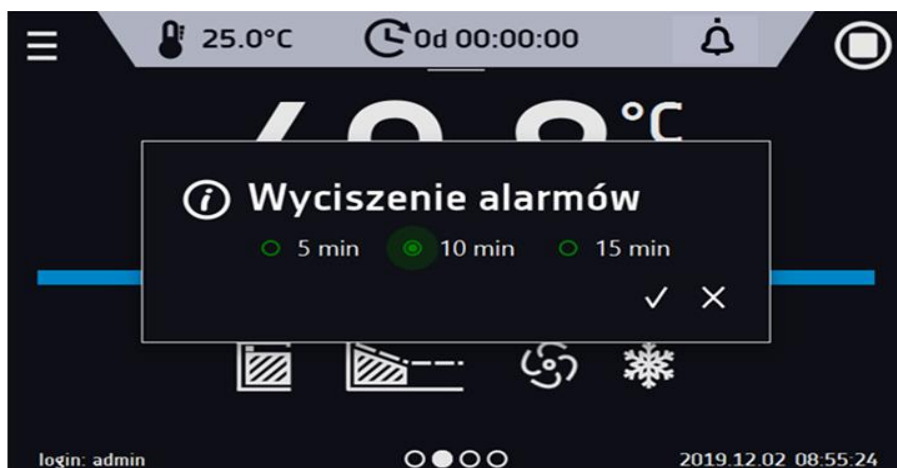 25.0°C 0d 00:00:00
°C
Wyciszenie alarmów
5 min 10 min 15 min
login: admin 2019.12.02 08:55:24